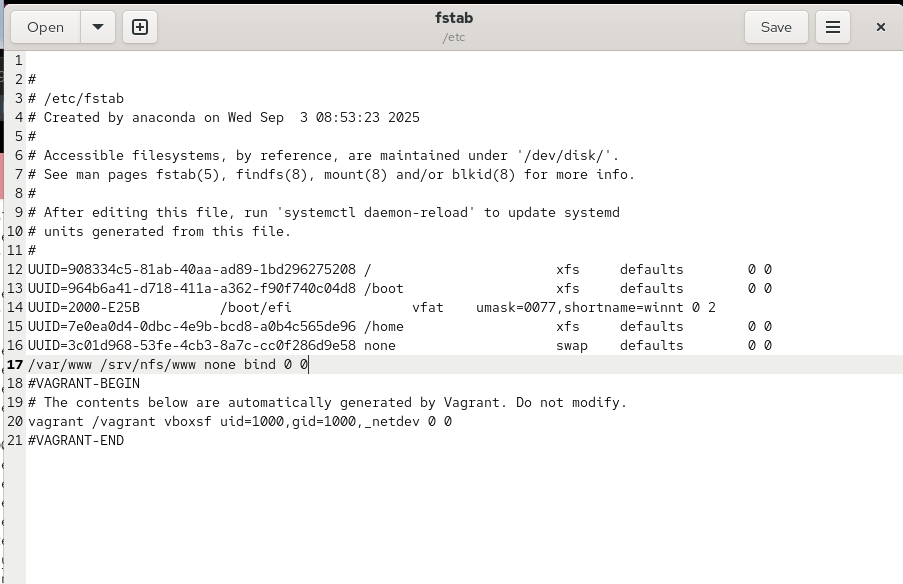 Open
fstab
/etc
Save
1
2 #
3 # /etc/fstab
4 # Created by anaconda on Wed Sep  3 08:53:23 2025
5 #
6 # Accessible filesystems, by reference, are maintained under '/dev/disk/'.
7 # See man pages fstab(5), findfs(8), mount(8) and/or blkid(8) for more info.
8 #
9 # After editing this file, run 'systemctl daemon-reload' to update systemd
10 # units generated from this file.
11 #
12 UUID=908334c5-81ab-40aa-ad89-1bd296275208 /                       xfs     defaults        0 0
13 UUID=964b6a41-d718-411a-a362-f90f740c04d8 /boot                   xfs     defaults        0 0
14 UUID=2000-E25B          /boot/efi               vfat    umask=0077,shortname=winnt 0 2
15 UUID=7e0ea0d4-0dbc-4e9b-bcd8-a0b4c565de96 /home                   xfs     defaults        0 0
16 UUID=3c01d968-53fe-4cb3-8a7c-cc0f286d9e58 none                    swap    defaults        0 0
17 /var/www /srv/nfs/www none bind 0 0
18 #VAGRANT-BEGIN
19 # The contents below are automatically generated by Vagrant. Do not modify.
20 vagrant /vagrant vboxsf uid=1000,gid=1000,_netdev 0 0
21 #VAGRANT-END